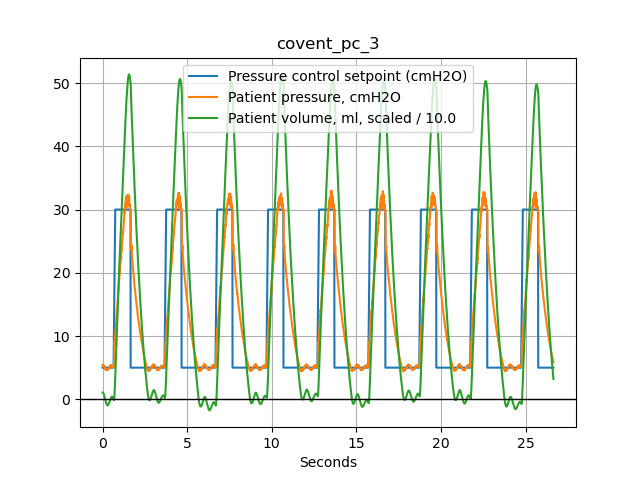 covent_pc_3
Pressure control setpoint (cmH2O)
Patient pressure, cmH2O
Patient volume, ml, scaled / 10.0
50
40
30
20
10
0
0 5 10 15 20 25
Seconds